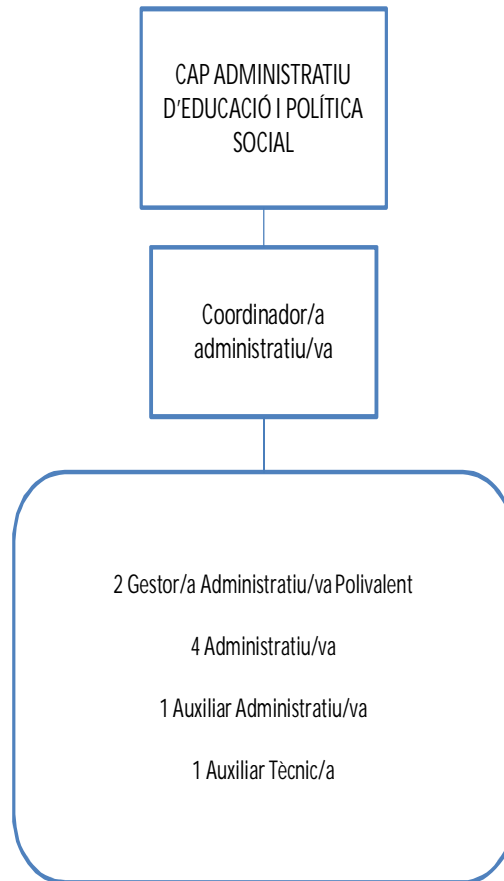 CAP ADMINISTRATIU
D'EDUCACIÓ I POLÍTICA
SOCIAL
Coordinador/a
administratiu/va
2 Gestor/a Administratiu/va Polivalent
4 Administratiu/va
1 Auxiliar Administratiu/va
1 Auxiliar Tècnic/a